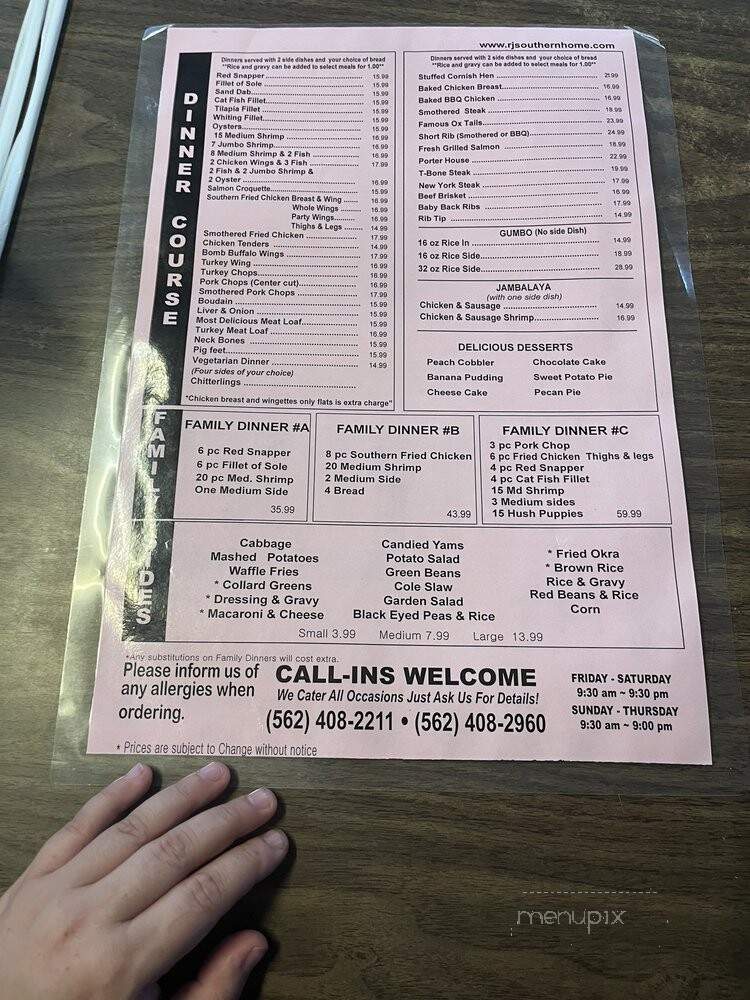 www.rjsouthernhome.com
DINNER COURSE
Dinners served with 2 side dishes and your choice of bread
**Rice and gravy can be added to select meals for 1.00**
Red Snapper 15.99
Fillet of Sole 15.99
Sand Dab 15.99
Cat Fish Fillet 15.99
Tilapia Fillet 15.99
Whiting Fillet 16.99
Oysters 15.99
15 Medium Shrimp 16.99
7 Jumbo Shrimp 16.99
8 Medium Shrimp & 2 Fish 16.99
2 Chicken Wings & 3 Fish 17.99
2 Fish & 2 Jumbo Shrimp &
2 Oyster 16.99
Salmon Croquette 15.99
Southern Fried Chicken Breast & Wing 16.99
Whole Wings 16.99
Party Wings 16.99
Thighs & Legs 14.99
Smothered Fried Chicken 17.99
Chicken Tenders 14.99
Bomb Buffalo Wings 17.99
Turkey Wing 16.99
Turkey Chops 16.99
Pork Chops (Center cut) 16.99
Smothered Pork Chops 17.99
Boudain 15.99
Liver & Onion 15.99
Most Delicious Meat Loaf 15.99
Turkey Meat Loaf 16.99
Neck Bones 15.99
Pig feet 15.99
Vegetarian Dinner 14.99
(Four sides of your choice)
Chitterlings
*Chicken breast and wingettes only flats is extra charge"
Dinners served with 2 side dishes and your choice of bread
**Rice and gravy can be added to select meals for 1.00**
Stuffed Cornish Hen 21.99
Baked Chicken Breast 16.99
Baked BBQ Chicken 16.99
Smothered Steak 18.99
Famous Ox Tails 23.99
Short Rib (Smothered or BBQ) 24.99
Fresh Grilled Salmon 18.99
Porter House 22.99
T-Bone Steak 19.99
New York Steak 17.99
Beef Brisket 16.99
Baby Back Ribs 17.99
Rib Tip 14.99
GUMBO (No side Dish)
16 oz Rice In 14.99
16 oz Rice Side 18.99
32 oz Rice Side 28.99
JAMBALAYA
(with one side dish)
Chicken & Sausage 14.99
Chicken & Sausage Shrimp 16.99
DELICIOUS DESSERTS
Peach Cobbler Chocolate Cake
Banana Pudding Sweet Potato Pie
Cheese Cake Pecan Pie
FAMIL
FAMILY DINNER #A
6 pc Red Snapper
6 pc Fillet of Sole
20 pc Med. Shrimp
One Medium Side
35.99
FAMILY DINNER #B
8 pc Southern Fried Chicken
20 Medium Shrimp
2 Medium Side
4 Bread
43.99
FAMILY DINNER #C
3 pc Pork Chop
6 pc Fried Chicken Thighs & legs
4 pc Red Snapper
4 pc Cat Fish Fillet
15 Md Shrimp
3 Medium sides
15 Hush Puppies 59.99
DES
Cabbage
Mashed Potatoes
Waffle Fries
* Collard Greens
* Dressing & Gravy
* Macaroni & Cheese
Candied Yams
Potato Salad
Green Beans
Cole Slaw
Garden Salad
Black Eyed Peas & Rice
* Fried Okra
* Brown Rice
Rice & Gravy
Red Beans & Rice
Corn
Small 3.99 Medium 7.99 Large 13.99
*Any substitutions on Family Dinners will cost extra.
Please inform us of
any allergies when
ordering.
CALL-INS WELCOME
We Cater All Occasions Just Ask Us For Details!
(562) 408-2211 • (562) 408-2960
FRIDAY - SATURDAY
9:30 am ~ 9:30 pm
SUNDAY - THURSDAY
9:30 am ~ 9:00 pm
* Prices are subject to Change without notice
menupix